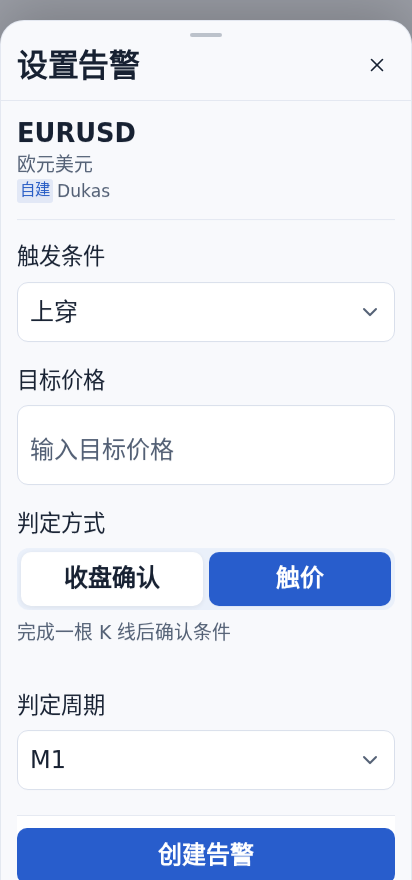 设置告警
EURUSD
欧元美元
自建 Dukas
触发条件
上穿
目标价格
输入目标价格
判定方式
收盘确认 触价
完成一根 K 线后确认条件
判定周期
M1
创建告警